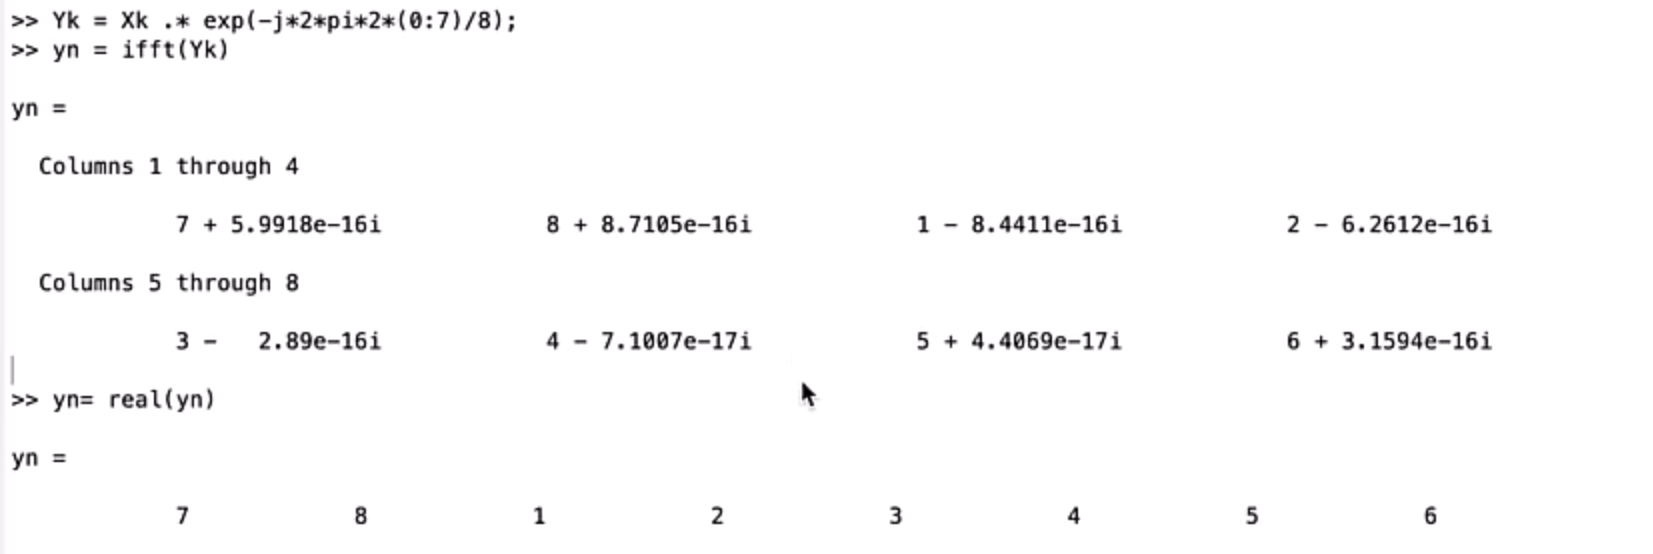 >> Yk = Xk .* exp(-j*2*pi*2*(0:7)/8);
>> yn = ifft(Yk)
yn =
Columns 1 through 4
7 + 5.9918e-16i 8 + 8.7105e-16i 1 - 8.4411e-16i 2 - 6.2612e-16i
Columns 5 through 8
3 - 2.89e-16i 4 - 7.1007e-17i 5 + 4.4069e-17i 6 + 3.1594e-16i
>> yn= real(yn)
yn =
7 8 1 2 3 4 5 6